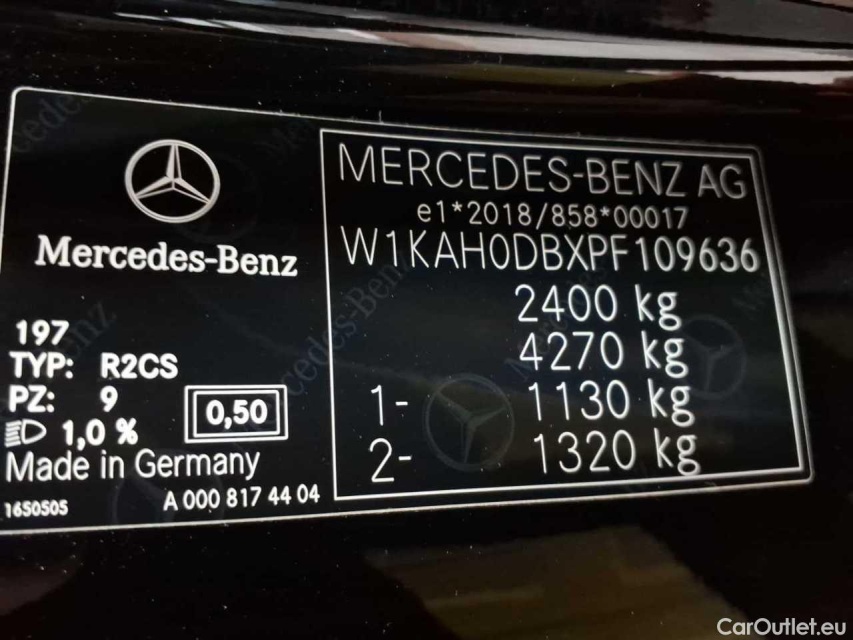 Mercedes-Benz
197
TYP: R2CS
PZ: 9
1,0 %
0,50
Made in Germany
1650505
A 000 817 44 04
MERCEDES-BENZ AG
e1*2018/858*00017
W1KAH0DBXPF109636
2400 kg
4270 kg
1- 1130 kg
2- 1320 kg
CarOutlet.eu